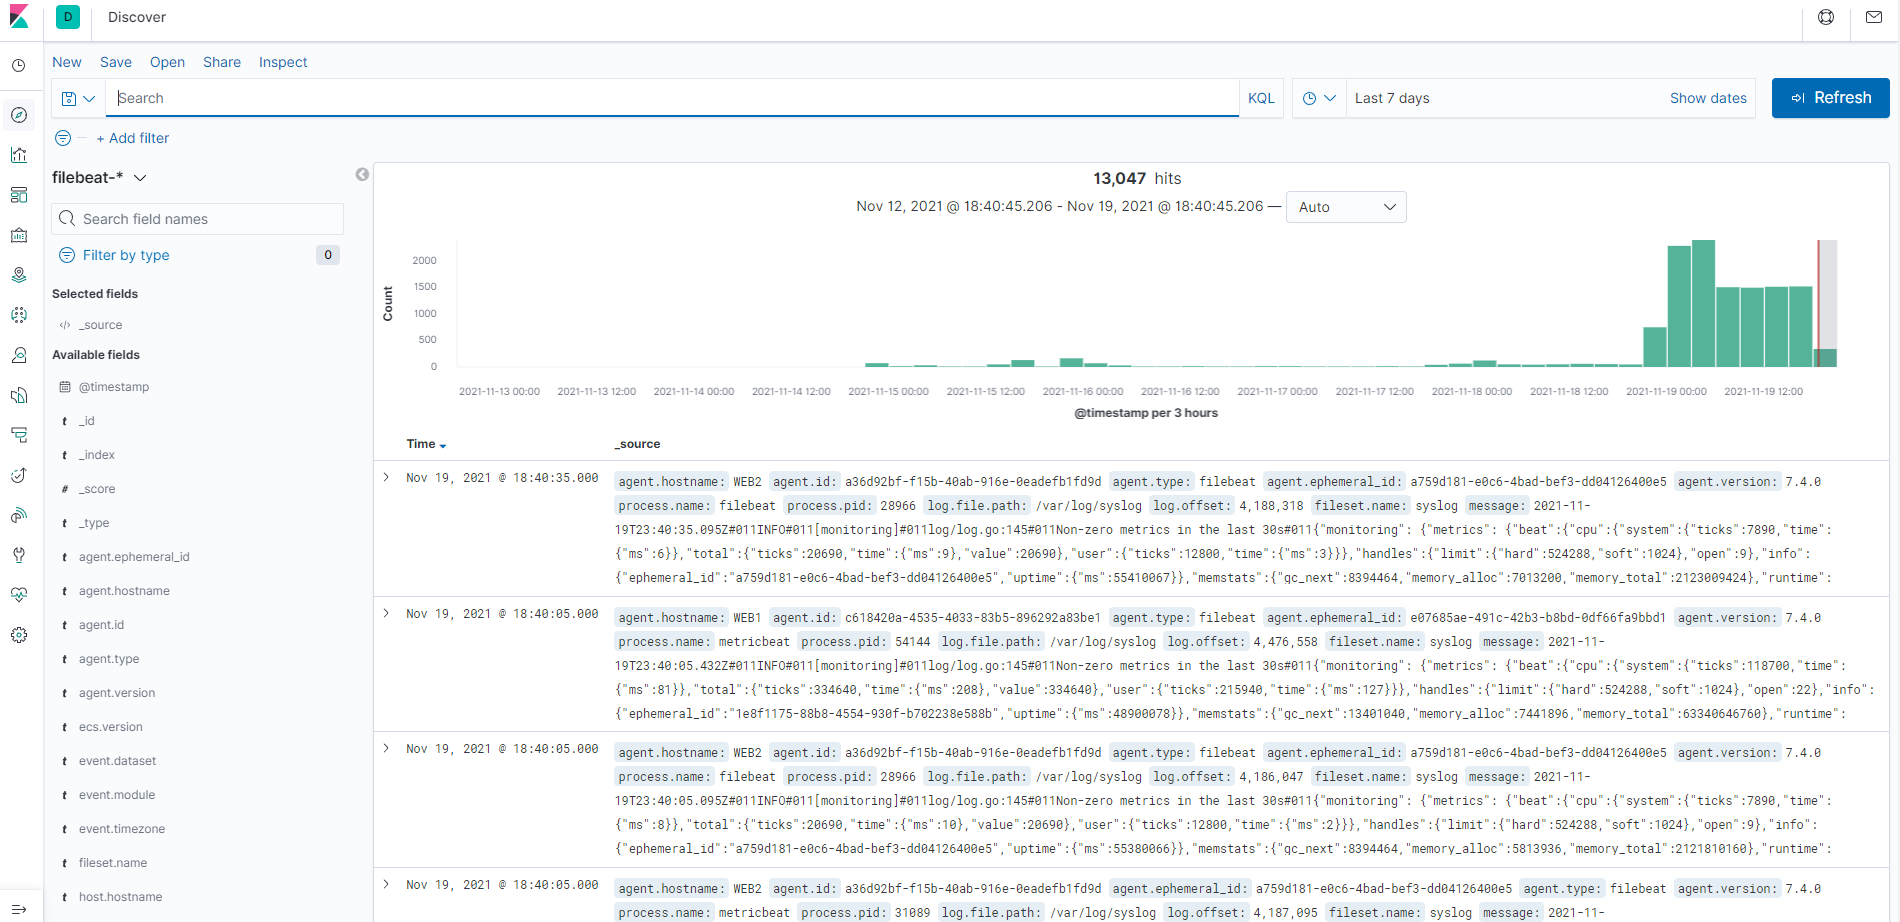 D Discover
New Save Open Share Inspect
Search KQL Last 7 days Show dates Refresh
+ Add filter
filebeat-*
Search field names
Filter by type 0
Selected fields
_source
Available fields
@timestamp
t _id
t _index
# _score
t _type
t agent.ephemeral_id
t agent.hostname
t agent.id
t agent.type
t agent.version
t ecs.version
t event.dataset
t event.module
t event.timezone
t fileset.name
t host.hostname
13,047 hits
Nov 12, 2021 @ 18:40:45.206 - Nov 19, 2021 @ 18:40:45.206 — Auto
Count
2000
1500
1000
500
0
2021-11-13 00:00 2021-11-13 12:00 2021-11-14 00:00 2021-11-14 12:00 2021-11-15 00:00 2021-11-15 12:00 2021-11-16 00:00 2021-11-16 12:00 2021-11-17 00:00 2021-11-17 12:00 2021-11-18 00:00 2021-11-18 12:00 2021-11-19 00:00 2021-11-19 12:00
@timestamp per 3 hours
Time _source
Nov 19, 2021 @ 18:40:35.000 agent.hostname: WEB2 agent.id: a36d92bf-f15b-40ab-916e-0eadefb1fd9d agent.type: filebeat agent.ephemeral_id: a759d181-e0c6-4bad-bef3-dd04126400e5 agent.version: 7.4.0
process.name: filebeat process.pid: 28966 log.file.path: /var/log/syslog log.offset: 4,188,318 fileset.name: syslog message: 2021-11-
19T23:40:35.095Z#011INFO#011[monitoring]#011log/log.go:145#011Non-zero metrics in the last 30s#011{"monitoring": {"metrics": {"beat":{"cpu":{"system":{"ticks":7890,"time":
{"ms":6}},"total":{"ticks":20690,"time":{"ms":9},"value":20690},"user":{"ticks":12800,"time":{"ms":3}}},"handles":{"limit":{"hard":524288,"soft":1024},"open":9},"info":
{"ephemeral_id":"a759d181-e0c6-4bad-bef3-dd04126400e5","uptime":{"ms":55410067}},"memstats":{"gc_next":8394464,"memory_alloc":7013200,"memory_total":2123009424},"runtime":
Nov 19, 2021 @ 18:40:05.000 agent.hostname: WEB1 agent.id: c618420a-4535-4033-83b5-896292a83be1 agent.type: filebeat agent.ephemeral_id: e07685ae-491c-42b3-b8bd-0df66fa9bbd1 agent.version: 7.4.0
process.name: metricbeat process.pid: 54144 log.file.path: /var/log/syslog log.offset: 4,476,558 fileset.name: syslog message: 2021-11-
19T23:40:05.432Z#011INFO#011[monitoring]#011log/log.go:145#011Non-zero metrics in the last 30s#011{"monitoring": {"metrics": {"beat":{"cpu":{"system":{"ticks":118700,"time":
{"ms":81}},"total":{"ticks":334640,"time":{"ms":208},"value":334640},"user":{"ticks":215940,"time":{"ms":127}}},"handles":{"limit":{"hard":524288,"soft":1024},"open":22},"info":
{"ephemeral_id":"1e8f1175-88b8-4554-930f-b702238e588b","uptime":{"ms":48900078}},"memstats":{"gc_next":13401040,"memory_alloc":7441896,"memory_total":63340646760},"runtime":
Nov 19, 2021 @ 18:40:05.000 agent.hostname: WEB2 agent.id: a36d92bf-f15b-40ab-916e-0eadefb1fd9d agent.type: filebeat agent.ephemeral_id: a759d181-e0c6-4bad-bef3-dd04126400e5 agent.version: 7.4.0
process.name: filebeat process.pid: 28966 log.file.path: /var/log/syslog log.offset: 4,186,047 fileset.name: syslog message: 2021-11-
19T23:40:05.095Z#011INFO#011[monitoring]#011log/log.go:145#011Non-zero metrics in the last 30s#011{"monitoring": {"metrics": {"beat":{"cpu":{"system":{"ticks":7890,"time":
{"ms":8}},"total":{"ticks":20690,"time":{"ms":10},"value":20690},"user":{"ticks":12800,"time":{"ms":2}}},"handles":{"limit":{"hard":524288,"soft":1024},"open":9},"info":
{"ephemeral_id":"a759d181-e0c6-4bad-bef3-dd04126400e5","uptime":{"ms":55380066}},"memstats":{"gc_next":8394464,"memory_alloc":5813936,"memory_total":2121810160},"runtime":
Nov 19, 2021 @ 18:40:05.000 agent.hostname: WEB2 agent.id: a36d92bf-f15b-40ab-916e-0eadefb1fd9d agent.ephemeral_id: a759d181-e0c6-4bad-bef3-dd04126400e5 agent.type: filebeat agent.version: 7.4.0
process.name: metricbeat process.pid: 31089 log.file.path: /var/log/syslog log.offset: 4,187,095 fileset.name: syslog message: 2021-11-